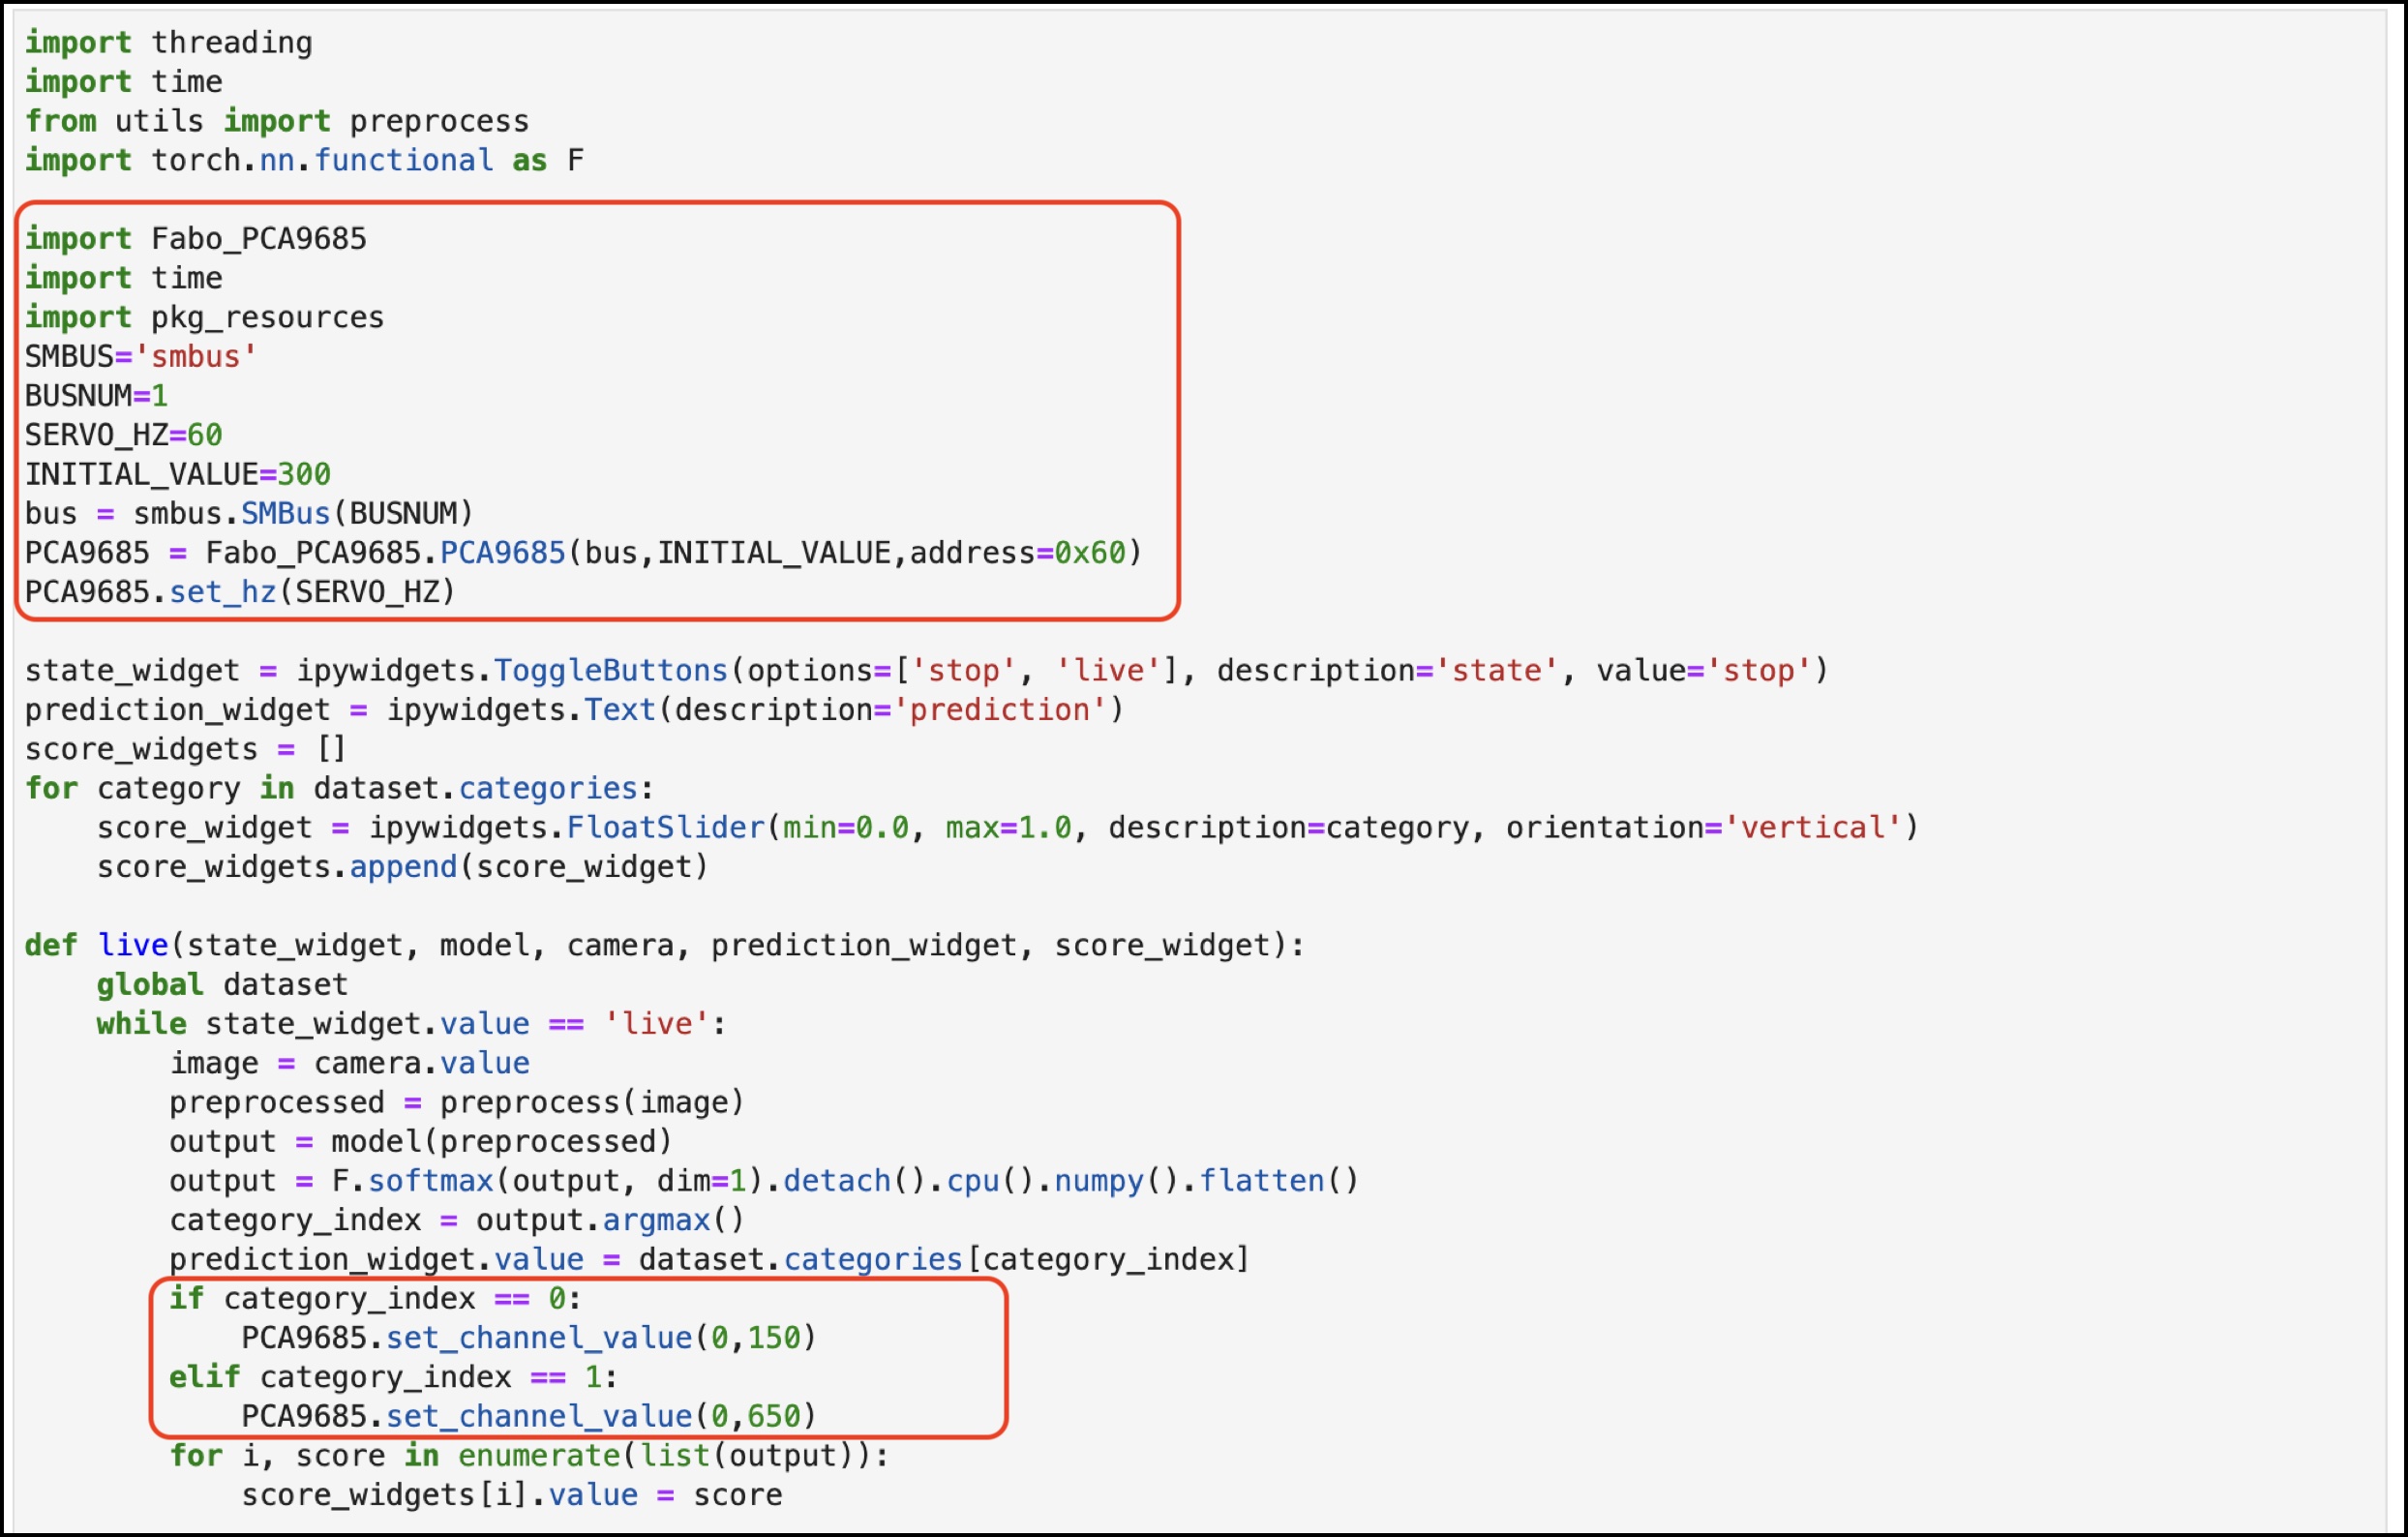 import threading
import time
from utils import preprocess
import torch.nn.functional as F

import Fabo_PCA9685
import time
import pkg_resources
SMBUS='smbus'
BUSNUM=1
SERVO_HZ=60
INITIAL_VALUE=300
bus = smbus.SMBus(BUSNUM)
PCA9685 = Fabo_PCA9685.PCA9685(bus,INITIAL_VALUE,address=0x60)
PCA9685.set_hz(SERVO_HZ)

state_widget = ipywidgets.ToggleButtons(options=['stop', 'live'], description='state', value='stop')
prediction_widget = ipywidgets.Text(description='prediction')
score_widgets = []
for category in dataset.categories:
    score_widget = ipywidgets.FloatSlider(min=0.0, max=1.0, description=category, orientation='vertical')
    score_widgets.append(score_widget)

def live(state_widget, model, camera, prediction_widget, score_widget):
    global dataset
    while state_widget.value == 'live':
        image = camera.value
        preprocessed = preprocess(image)
        output = model(preprocessed)
        output = F.softmax(output, dim=1).detach().cpu().numpy().flatten()
        category_index = output.argmax()
        prediction_widget.value = dataset.categories[category_index]
        if category_index == 0:
            PCA9685.set_channel_value(0,150)
        elif category_index == 1:
            PCA9685.set_channel_value(0,650)
        for i, score in enumerate(list(output)):
            score_widgets[i].value = score